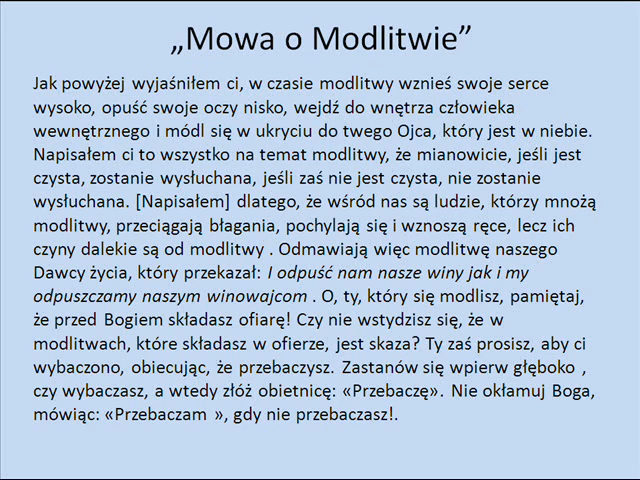 „Mowa o Modlitwie”
Jak powyżej wyjaśniłem ci, w czasie modlitwy wznieś swoje serce
wysoko, opuść swoje oczy nisko, wejdź do wnętrza człowieka
wewnętrznego i módl się w ukryciu do twego Ojca, który jest w niebie.
Napisałem ci to wszystko na temat modlitwy, że mianowicie, jeśli jest
czysta, zostanie wysłuchana, jeśli zaś nie jest czysta, nie zostanie
wysłuchana. [Napisałem] dlatego, że wśród nas są ludzie, którzy mnożą
modlitwy, przeciągają błagania, pochylają się i wznoszą ręce, lecz ich
czyny dalekie są od modlitwy . Odmawiają więc modlitwę naszego
Dawcy życia, który przekazał: I odpuść nam nasze winy jak i my
odpuszczamy naszym winowajcom . O, ty, który się modlisz, pamiętaj,
że przed Bogiem składasz ofiarę! Czy nie wstydzisz się, że w
modlitwach, które składasz w ofierze, jest skaza? Ty zaś prosisz, aby ci
wybaczono, obiecując, że przebaczysz. Zastanów się wpierw głęboko ,
czy wybaczasz, a wtedy złóż obietnicę: «Przebaczę». Nie okłamuj Boga,
mówiąc: «Przebaczam », gdy nie przebaczasz!.